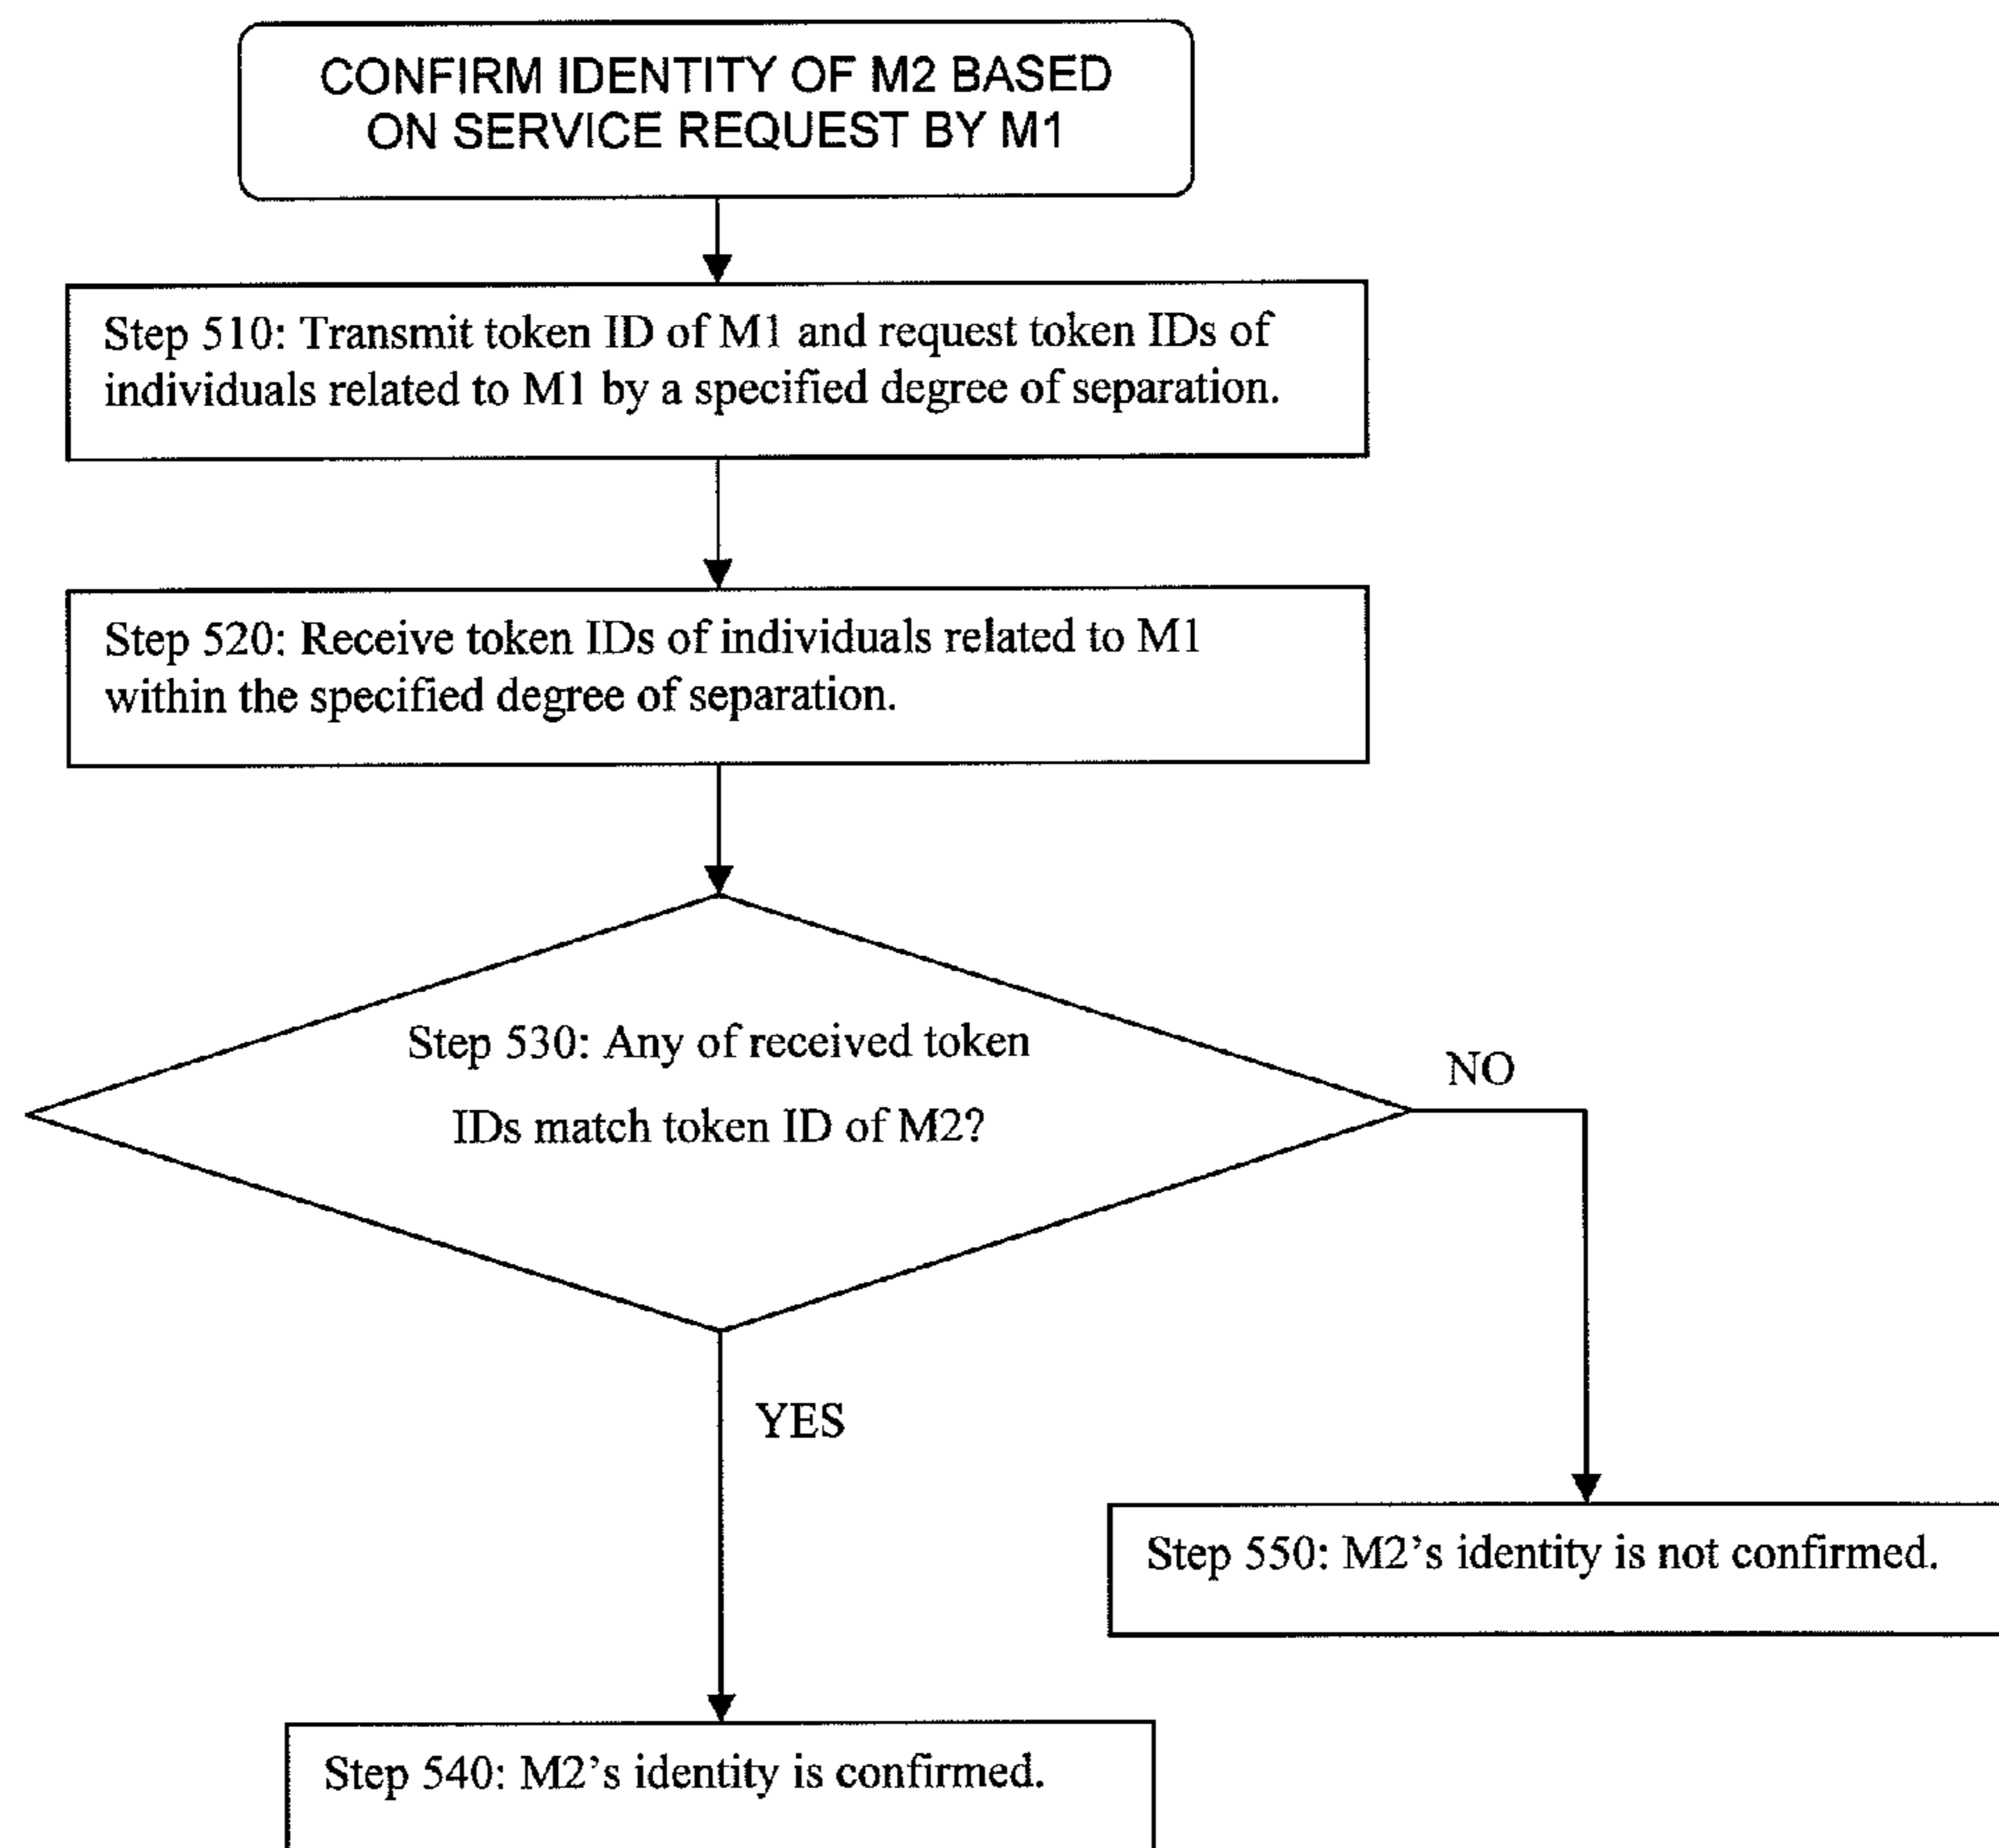 CONFIRM IDENTITY OF M2 BASED
ON SERVICE REQUEST BY M1
Step 510: Transmit token ID of M1 and request token IDs of
individuals related to M1 by a specified degree of separation.
Step 520: Receive token IDs of individuals related to M1
within the specified degree of separation.
Step 530: Any of received token
IDs match token ID of M2?
NO
YES
Step 550: M2’s identity is not confirmed.
Step 540: M2’s identity is confirmed.